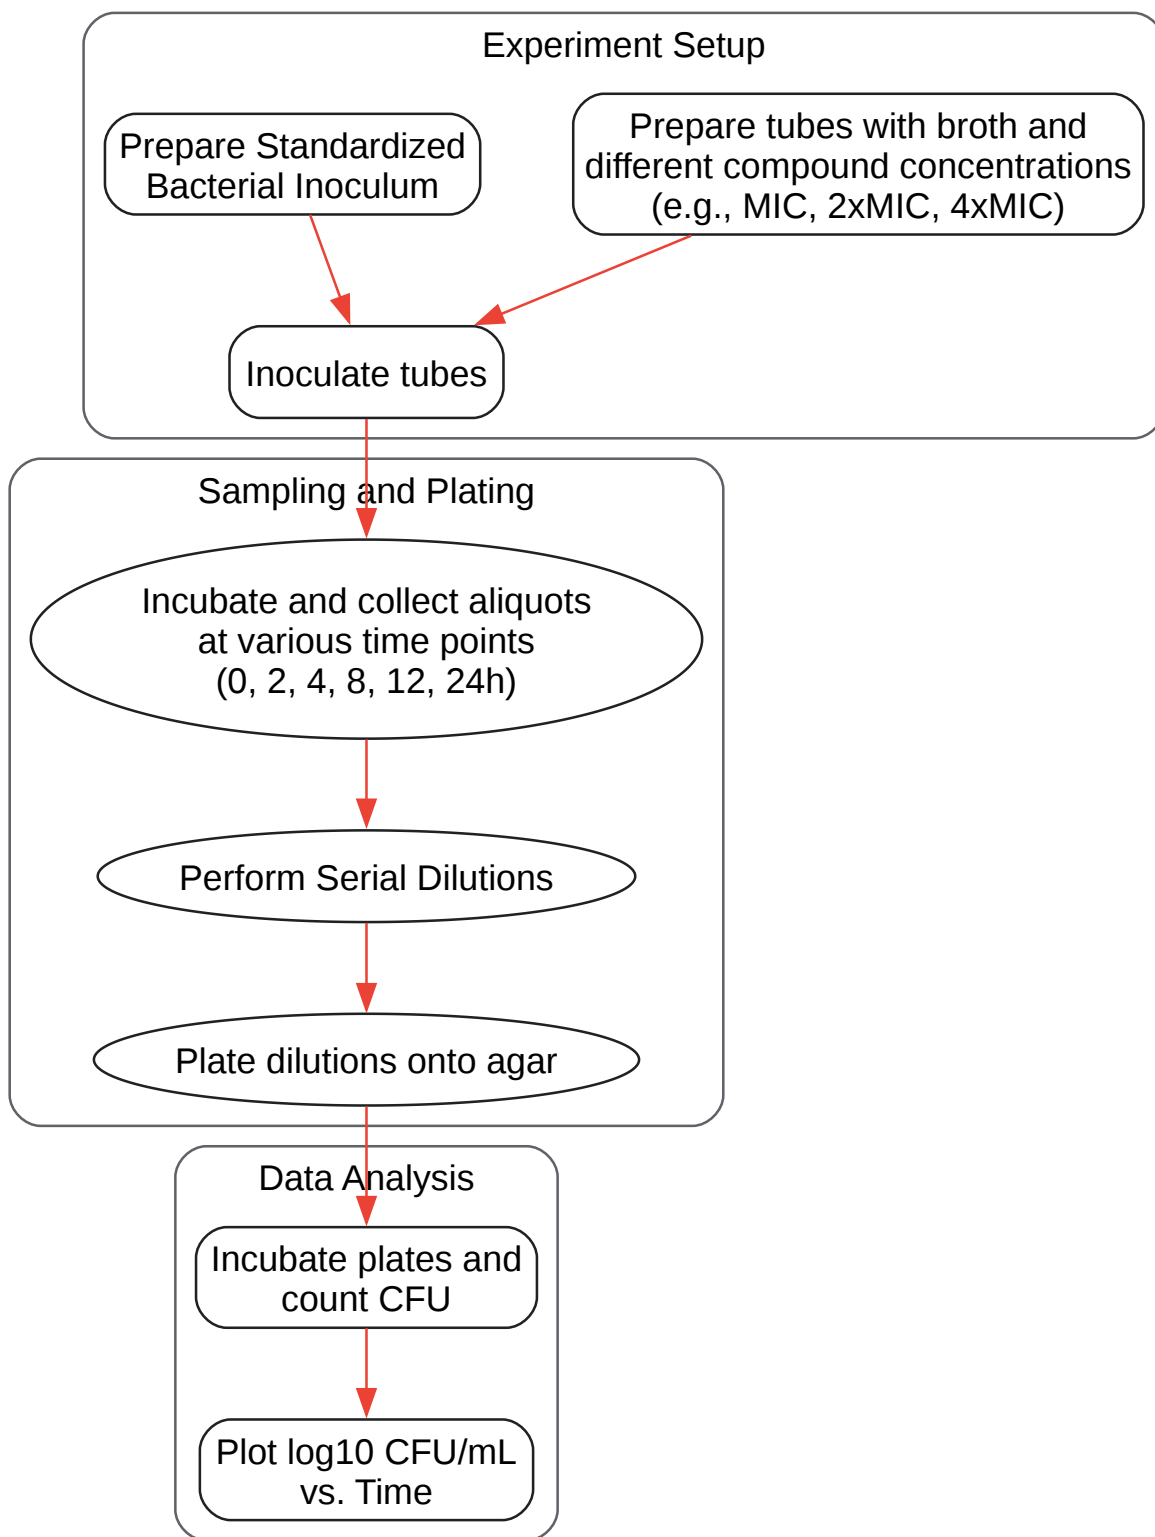 Experiment Setup
Prepare Standardized
Bacterial Inoculum
Prepare tubes with broth and
different compound concentrations
(e.g., MIC, 2xMIC, 4xMIC)
Inoculate tubes
Sampling and Plating
Incubate and collect aliquots
at various time points
(0, 2, 4, 8, 12, 24h)
Perform Serial Dilutions
Plate dilutions onto agar
Data Analysis
Incubate plates and
count CFU
Plot log10 CFU/mL
vs. Time